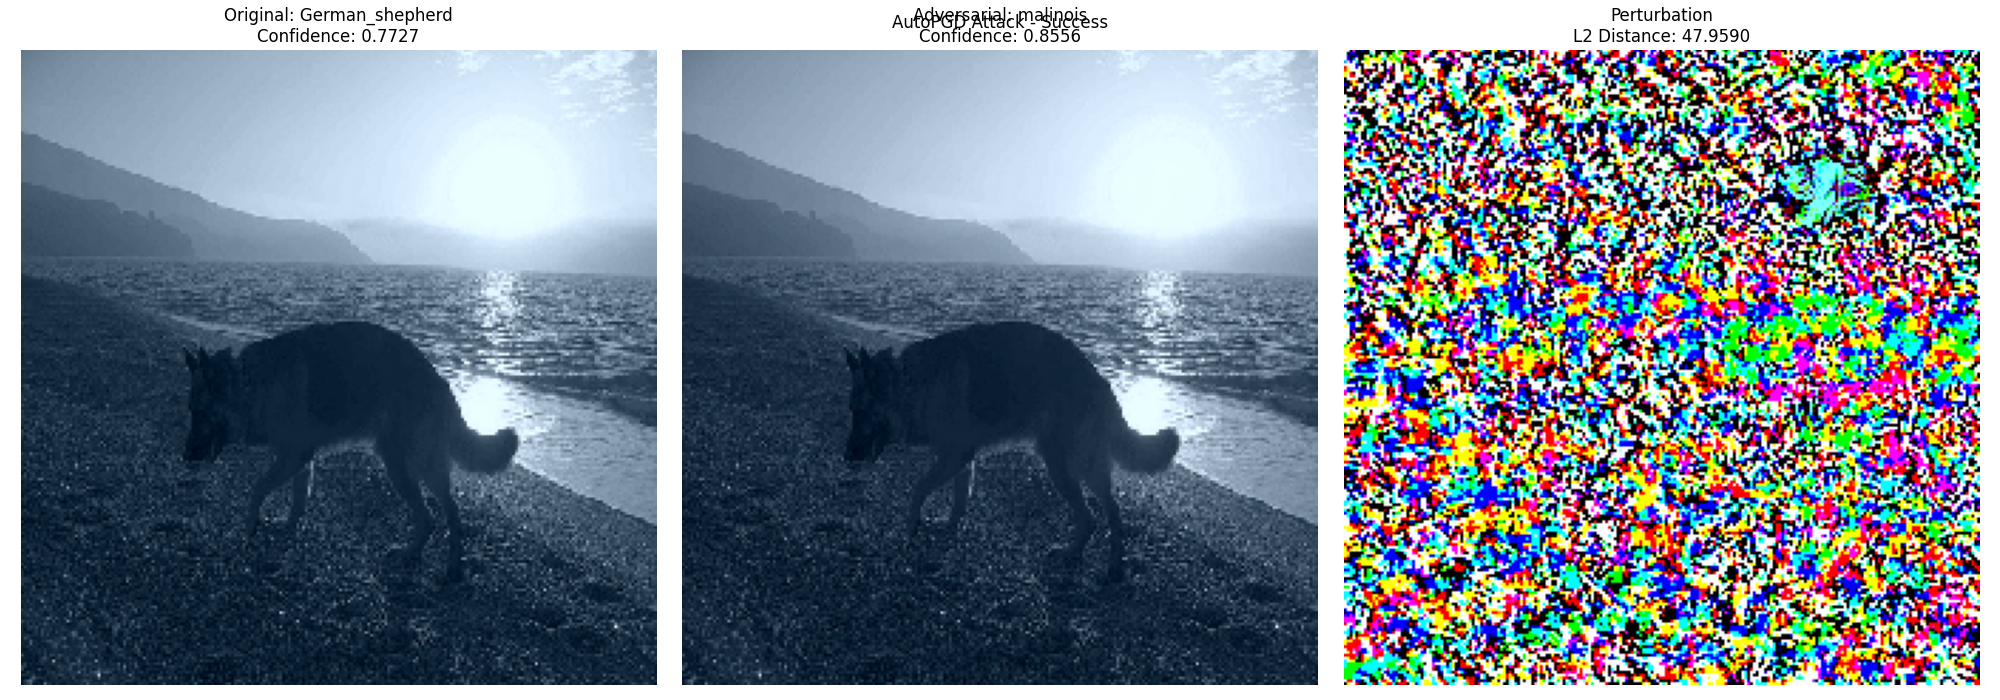 Original: German_shepherd
Confidence: 0.7727
Adversarial: malinois
AutoPGD Attack - Success
Confidence: 0.8556
Perturbation
L2 Distance: 47.9590